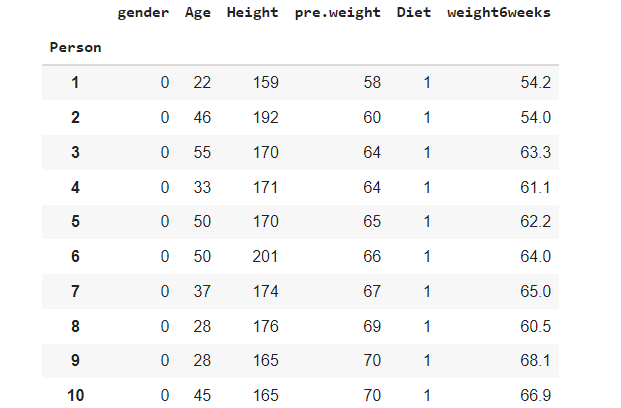 gender Age Height pre.weight Diet weight6weeks
Person
1 0 22 159 58 1 54.2
2 0 46 192 60 1 54.0
3 0 55 170 64 1 63.3
4 0 33 171 64 1 61.1
5 0 50 170 65 1 62.2
6 0 50 201 66 1 64.0
7 0 37 174 67 1 65.0
8 0 28 176 69 1 60.5
9 0 28 165 70 1 68.1
10 0 45 165 70 1 66.9